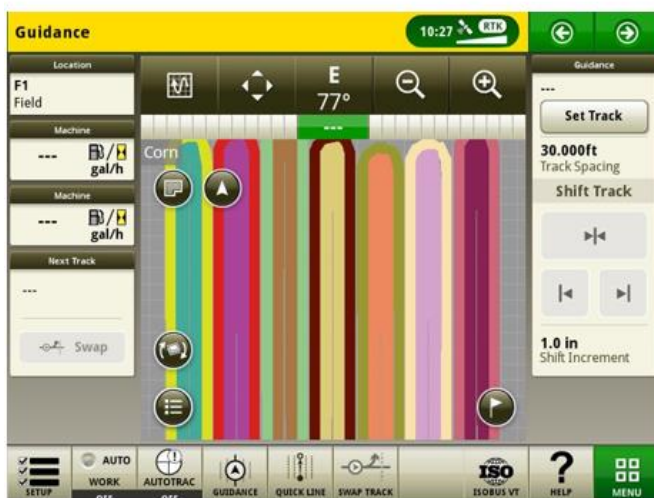 Guidance
10:27 RTK
Location
F1
Field
Machine
--- gal/h
Machine
--- gal/h
Next Track
---
Swap
E
77°
---
Corn
Guidance
---
Set Track
30.000ft
Track Spacing
Shift Track
1.0 in
Shift Increment
SETUP
AUTO
WORK
OFF
AUTOTRAC
OFF
GUIDANCE
QUICK LINE
SWAP TRACK
ISO
ISOBUS VT
?
HELP
MENU